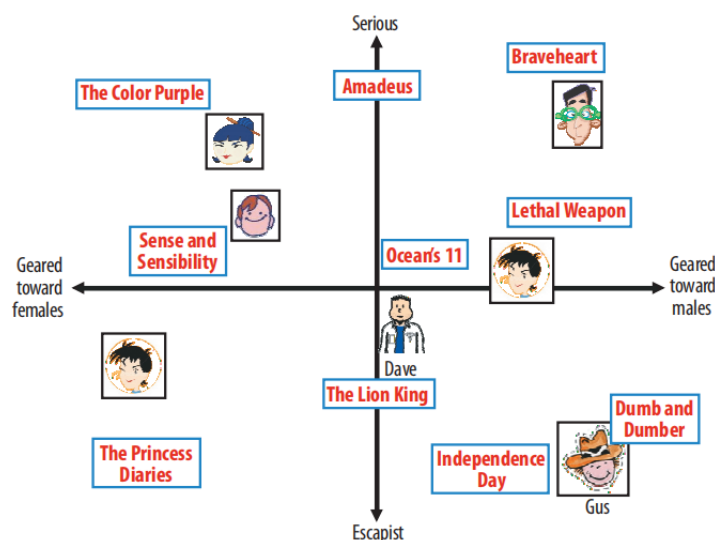 Serious
Braveheart
Amadeus
The Color Purple
Lethal Weapon
Sense and
Sensibility
Ocean's 11
Geared
toward
females
Geared
toward
males
Dave
The Lion King
Dumb and
Dumber
The Princess
Diaries
Independence
Day
Gus
Escapist